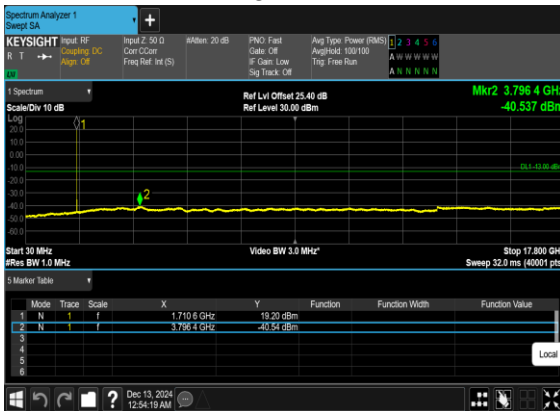 Spectrum Analyzer 1
Swept SA
KEYSIGHT Input: RF Input Z: 50 Ω #Atten: 20 dB PNO: Fast Avg Type: Power (RMS) 1 2 3 4 5 6
R T Coupling: DC Corr CCorr Gate: Off Avg|Hold: 100/100 A W W W W W
Align: Off Freq Ref: Int (S) IF Gain: Low Trig: Free Run
Sig Track: Off A N N N N N
1 Spectrum Ref Lvl Offset 25.40 dB Mkr2 3.796 4 GHz
Scale/Div 10 dB Ref Level 30.00 dBm -40.537 dBm
Log
20.0
10.0
0.00
-10.0
-20.0
-30.0
-40.0
-50.0
-60.0
1
2
DL1 -13.00 dBm
Start 30 MHz Video BW 3.0 MHz* Stop 17.800 GH
#Res BW 1.0 MHz Sweep 32.0 ms (40001 pts
5 Marker Table
Mode Trace Scale X Y Function Function Width Function Value
1 N 1 f 1.710 6 GHz 19.20 dBm
2 N 1 f 3.796 4 GHz -40.54 dBm
3
4
5
6
Local
? Dec 13, 2024
12:54:19 AM